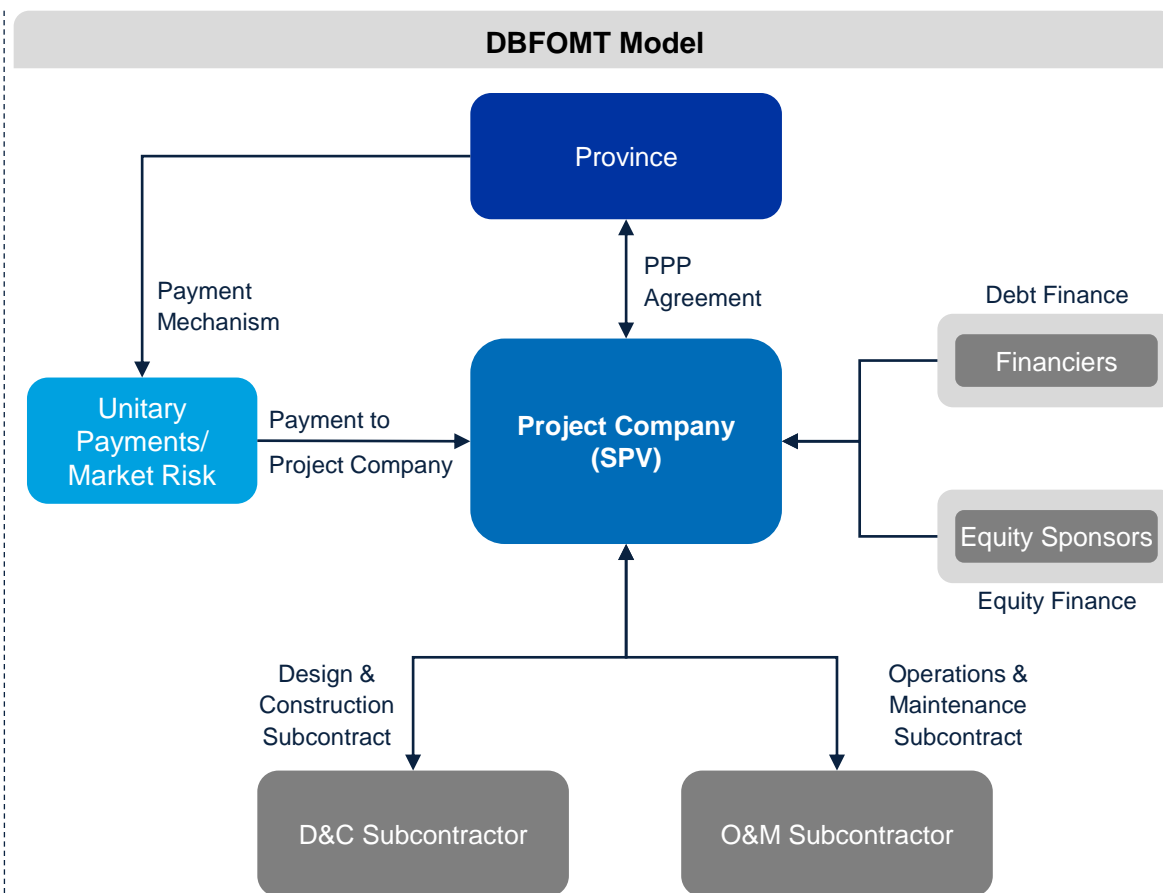 DBFOMT Model
Province
Payment
Mechanism
PPP
Agreement
Debt Finance
Financiers
Unitary
Payments/
Market Risk
Payment to
Project Company
Project Company
(SPV)
Equity Sponsors
Equity Finance
Design &
Construction
Subcontract
Operations &
Maintenance
Subcontract
D&C Subcontractor
O&M Subcontractor